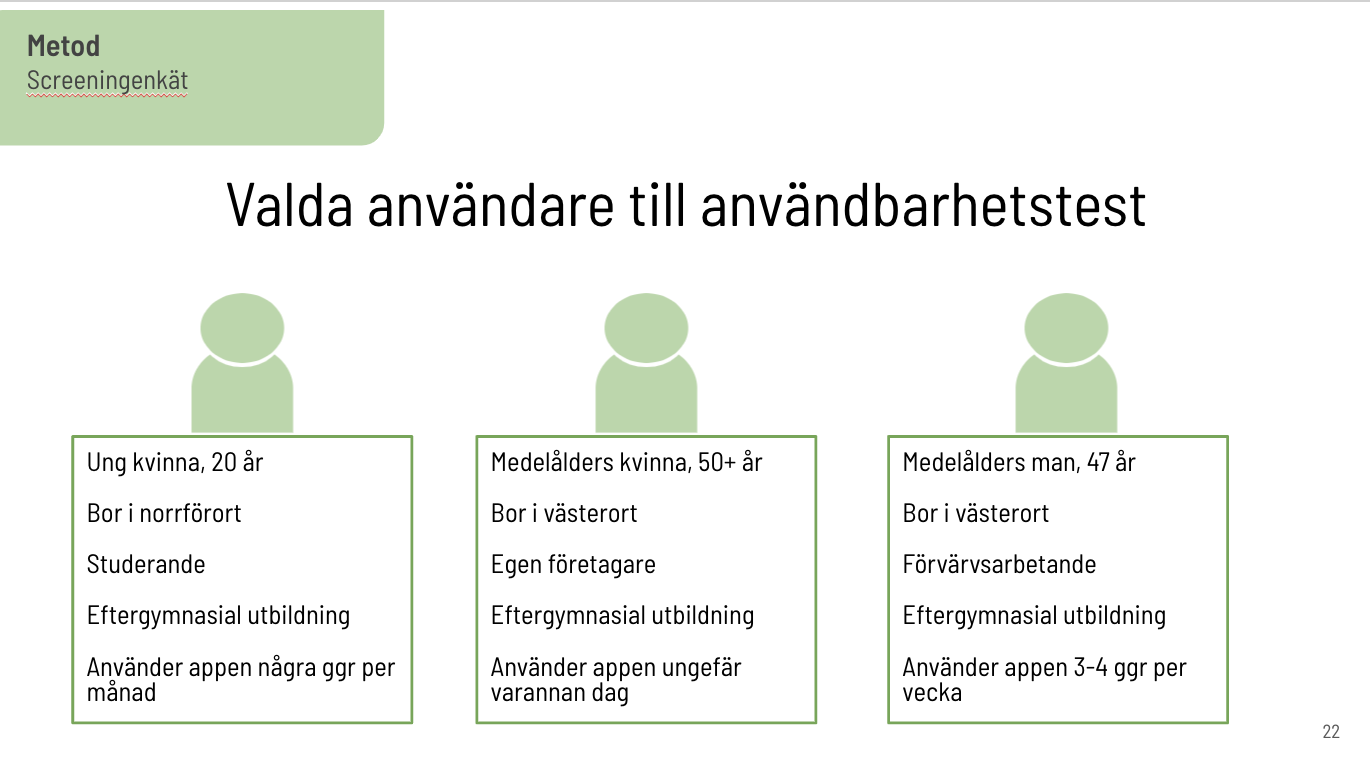 Metod
Screeningenkät
Valda användare till användbarhetstest
Ung kvinna, 20 år
Bor i norrförort
Studerande
Eftergymnasial utbildning
Använder appen några ggr per
månad
Medelålders kvinna, 50+ år
Bor i västerort
Egen företagare
Eftergymnasial utbildning
Använder appen ungefär
varannan dag
Medelålders man, 47 år
Bor i västerort
Förvärvsarbetande
Eftergymnasial utbildning
Använder appen 3-4 ggr per
vecka
22